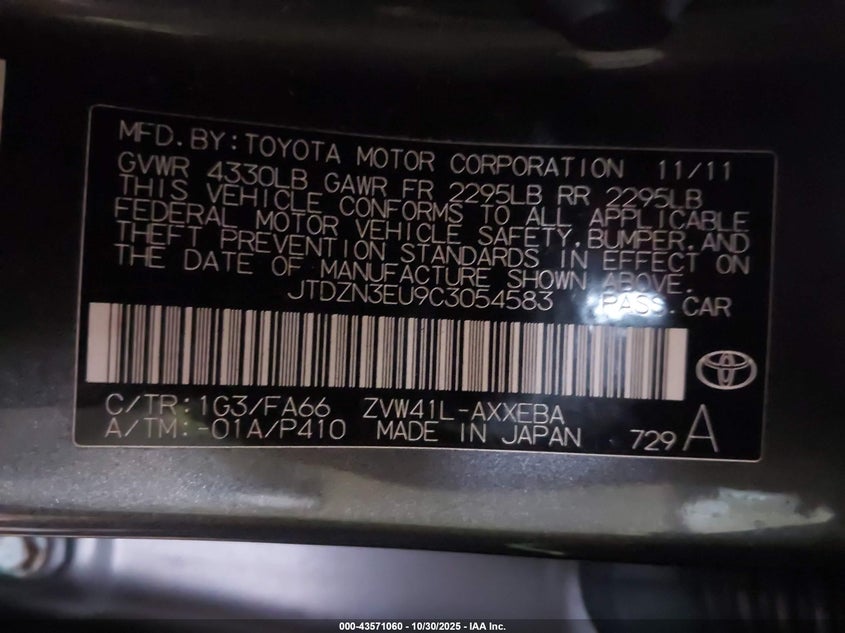 MFD.BY:TOYOTA MOTOR CORPORATION 11/11
GVWR 4330LB GAWR FR 2295LB RR 2295LB
THIS VEHICLE CONFORMS TO ALL APPLICABLE
FEDERAL MOTOR VEHICLE SAFETY,BUMPER,AND
THEFT PREVENTION STANDARDS IN EFFECT ON
THE DATE OF MANUFACTURE SHOWN ABOVE.
JTDZN3EU9C3054583 PASS.CAR
C/TR:1G3/FA66 ZVW41L-AXXEBA
A/TM:-01A/P410 MADE IN JAPAN 729 A
000-43571060 - 10/30/2025 - IAA Inc.